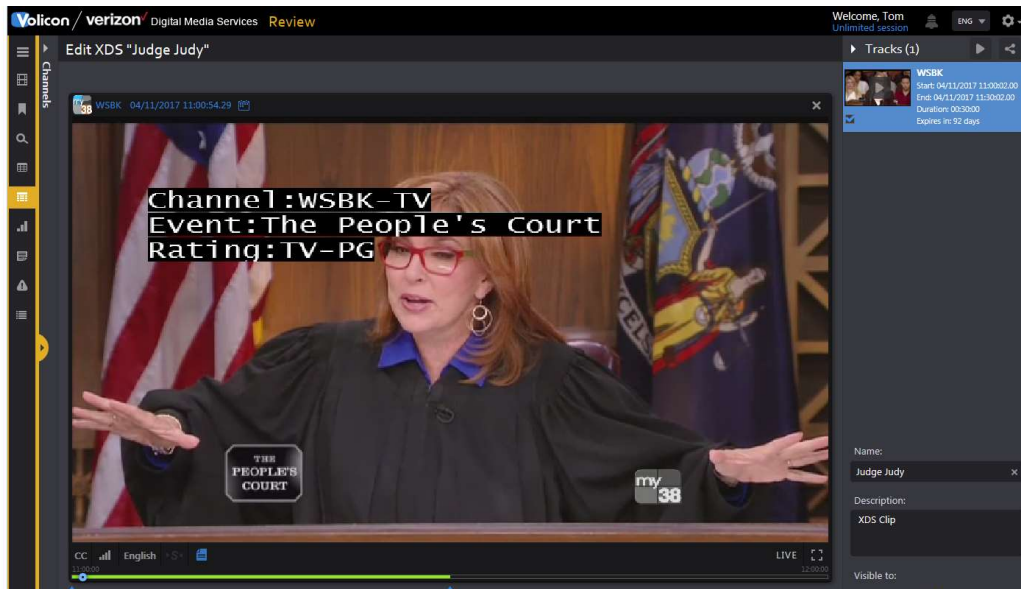 Volicon / verizon✓ Digital Media Services Review
Welcome, Tom
Unlimited session
ENG
Channels
Edit XDS "Judge Judy"
Tracks (1)
WSBK
Start: 04/11/2017 11:00:02.00
End: 04/11/2017 11:30:02.00
Duration: 00:30:00
Expires in: 92 days
my38
WSBK 04/11/2017 11:00:54.29
Channel:WSBK-TV
Event:The People's Court
Rating:TV-PG
EXCELS
THE
PEOPLE'S
COURT
my
38
Name:
Judge Judy
Description:
XDS Clip
Visible to:
CC English S LIVE
11:00:00 12:00:00